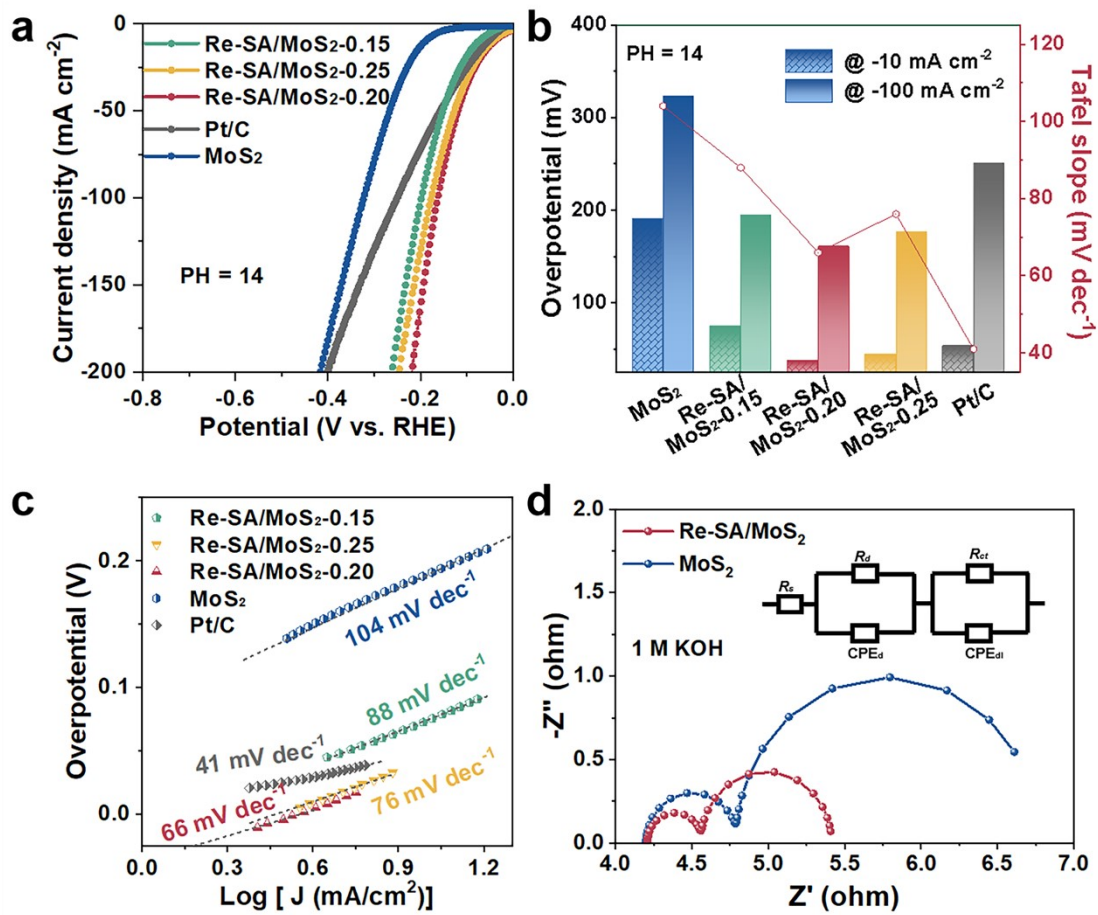 a
Re-SA/MoS₂-0.15
Re-SA/MoS₂-0.25
Re-SA/MoS₂-0.20
Pt/C
MoS₂
PH = 14
0
-50
-100
-150
-200
Current density (mA cm⁻²)
-0.8
-0.6
-0.4
-0.2
0.0
Potential (V vs. RHE)
b
PH = 14
@ -10 mA cm⁻²
@ -100 mA cm⁻²
400
300
200
100
Overpotential (mV)
120
100
80
60
40
Tafel slope (mV dec⁻¹)
MoS₂
Re-SA/
MoS₂-0.15
Re-SA/
MoS₂-0.20
Re-SA/
MoS₂-0.25
Pt/C
c
Re-SA/MoS₂-0.15
Re-SA/MoS₂-0.25
Re-SA/MoS₂-0.20
MoS₂
Pt/C
104 mV dec⁻¹
88 mV dec⁻¹
41 mV dec⁻¹
66 mV dec⁻¹
76 mV dec⁻¹
0.2
0.1
0.0
Overpotential (V)
0.0
0.3
0.6
0.9
1.2
Log [ J (mA/cm²)]
d
Re-SA/MoS₂
MoS₂
Rs
Rd
CPEd
Rct
CPEdl
1 M KOH
2.0
1.5
1.0
0.5
0.0
-Z'' (ohm)
4.0
4.5
5.0
5.5
6.0
6.5
7.0
Z' (ohm)